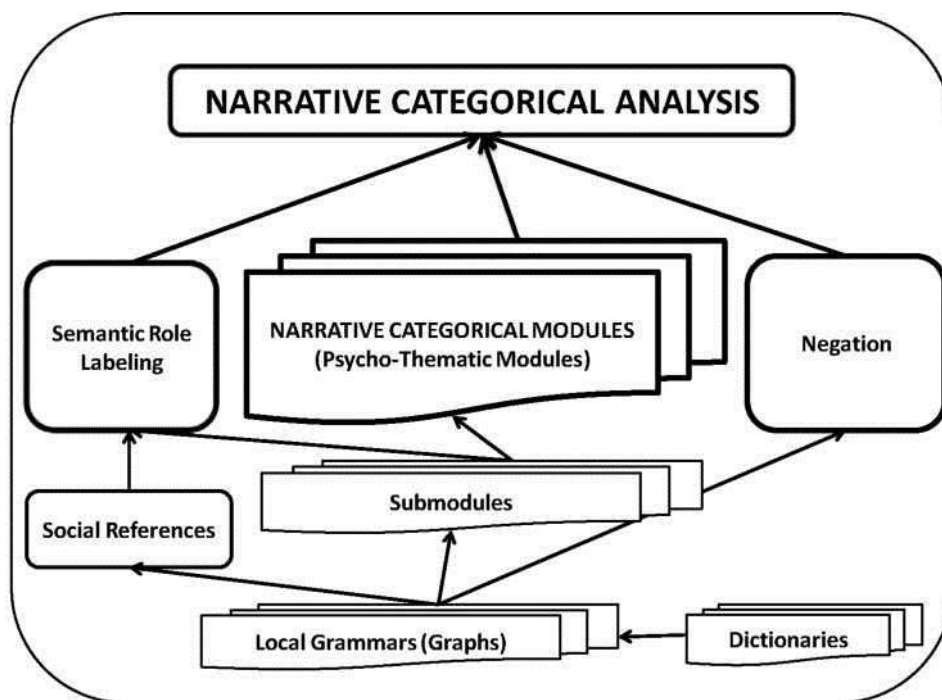 NARRATIVE CATEGORICAL ANALYSIS
Semantic Role
Labeling
NARRATIVE CATEGORICAL MODULES
(Psycho-Thematic Modules)
Negation
Submodules
Social References
Local Grammars (Graphs)
Dictionaries